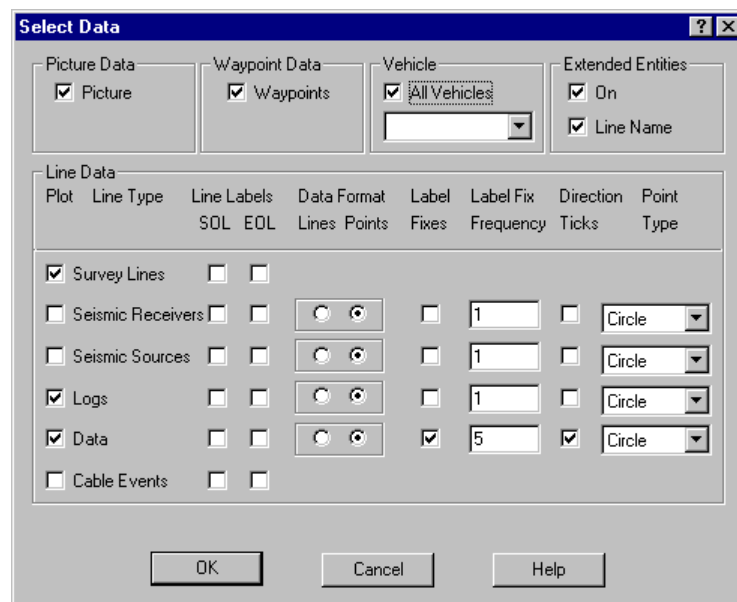 Select Data
Picture Data Waypoint Data Vehicle Extended Entities
Picture Waypoints All Vehicles On
Line Name
Line Data
Plot Line Type Line Labels Data Format Label Label Fix Direction Point
SOL EOL Lines Points Fixes Frequency Ticks Type
Survey Lines
Seismic Receivers 1 Circle
Seismic Sources 1 Circle
Logs 1 Circle
Data 5 Circle
Cable Events
OK Cancel Help